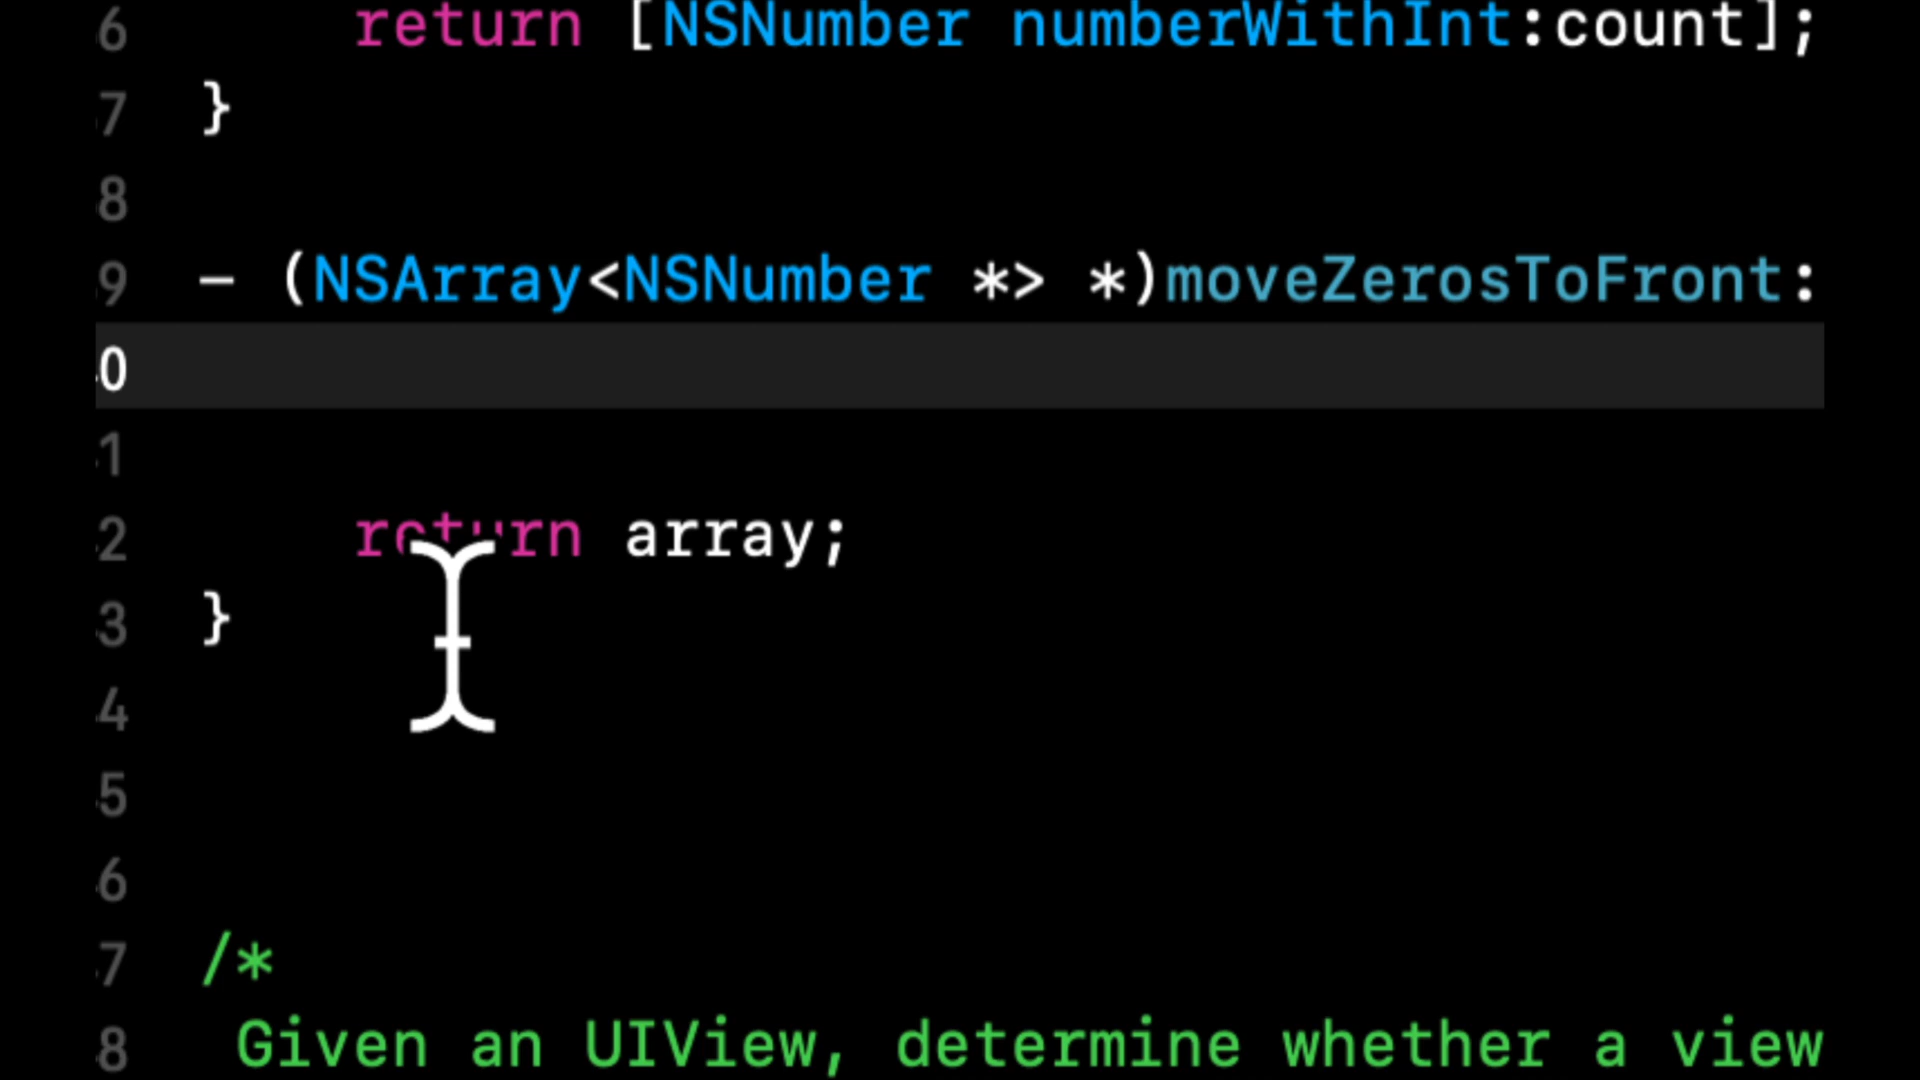 6 return [NSNumber numberWithInt:count];
7 }
8
9 - (NSArray<NSNumber *> *)moveZerosToFront:
0
1
2 return array;
3 }
4
5
6
7 /*
8 Given an UIView, determine whether a view